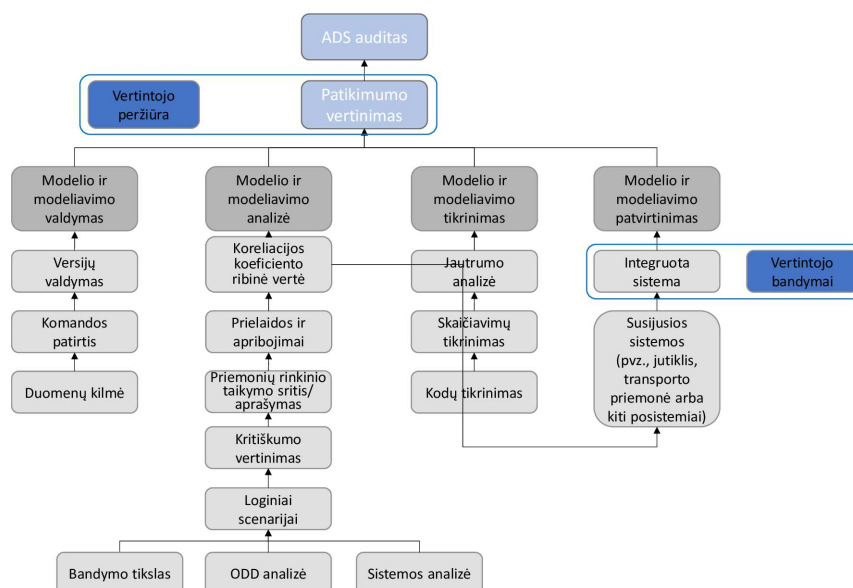 ADS auditas
Vertintojo
peržiūra
Patikimumo
vertinimas
Modelio ir
modeliavimo
valdymas
Modelio ir
modeliavimo
analizė
Modelio ir
modeliavimo
tikrinimas
Modelio ir
modeliavimo
patvirtinimas
Versijų
valdymas
Koreliacijos
koeficiento
ribinė vertė
Jautrumo
analizė
Integruota
sistema
Vertintojo
bandymai
Komandos
patirtis
Prielaidos ir
apribojimai
Skaičiavimų
tikrinimas
Susijusios
sistemos
(pvz., jutiklis,
transporto
priemonė arba
kiti posistemiai)
Duomenų kilmė
Priemonių rinkinio
taikymo sritis/
aprašymas
Kodų tikrinimas
Kritiškumo
vertinimas
Loginiai
scenarijai
Bandymo tikslas
ODD analizė
Sistemos analizė